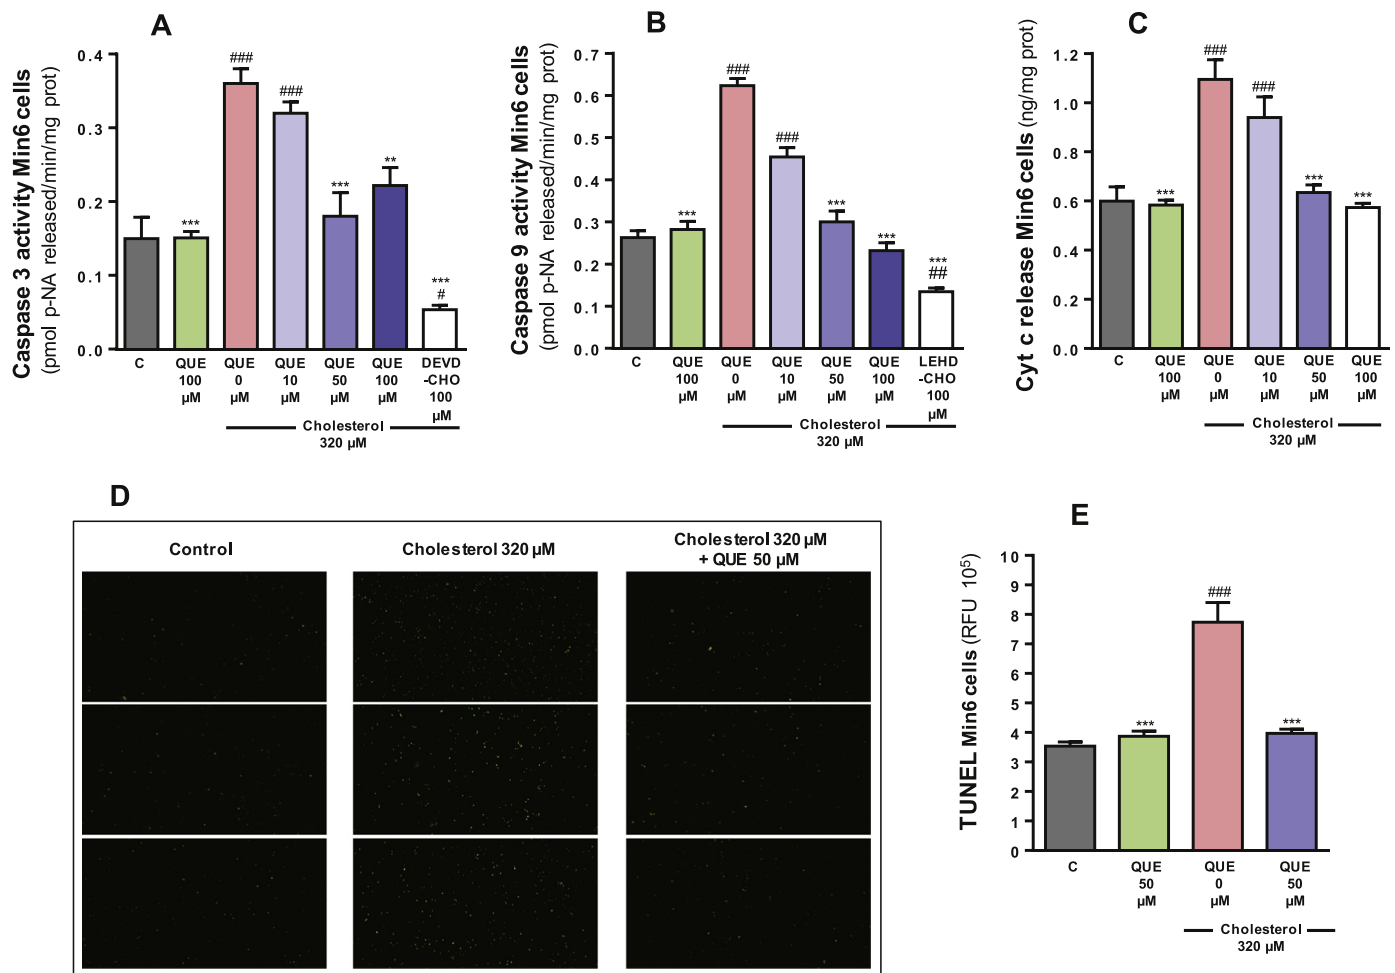 A
Caspase 3 activity Min6 cells
(pmol p-NA released/min/mg prot)
0.4
0.3
0.2
0.1
0.0
***
###
###
***
**
***
#
C
QUE
100
µM
QUE
0 µM
QUE
10
µM
QUE
50
µM
QUE
100
µM
DEVD
-CHO
100
µM
Cholesterol
320 µM
B
Caspase 9 activity Min6 cells
(pmol p-NA released/min/mg prot)
0.7
0.6
0.5
0.4
0.3
0.2
0.1
0.0
***
###
###
***
***
***
##
C
QUE
100
µM
QUE
0 µM
QUE
10
µM
QUE
50
µM
QUE
100
µM
LEHD
-CHO
100
µM
Cholesterol
320 µM
C
Cyt c release Min6 cells (ng/mg prot)
1.2
1.0
0.8
0.6
0.4
0.2
0.0
***
###
###
***
***
C
QUE
100
µM
QUE
0
µM
QUE
10
µM
QUE
50
µM
QUE
100
µM
Cholesterol
320 µM
D
Control
Cholesterol 320 µM
Cholesterol 320 µM
+ QUE 50 µM
E
TUNEL Min6 cells (RFU 10⁵)
10
9
8
7
6
5
4
3
2
1
0
***
###
***
C
QUE
50
µM
QUE
0
µM
QUE
50
µM
Cholesterol
320 µM